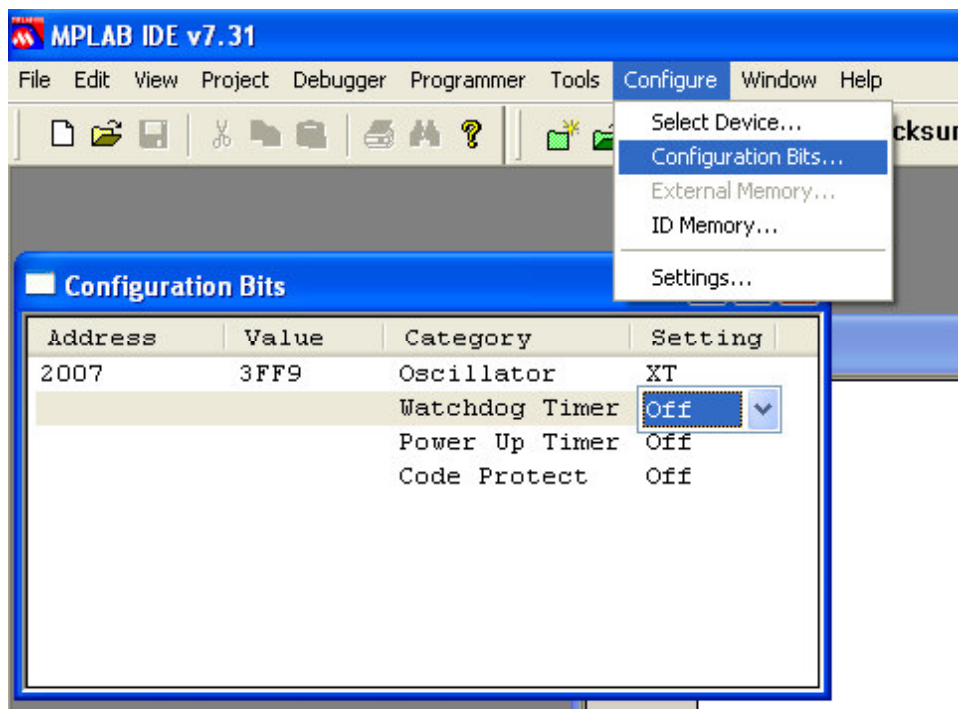 MPLAB IDE v7.31
File Edit View Project Debugger Programmer Tools Configure Window Help
Select Device...
Configuration Bits...
External Memory...
ID Memory...
Settings...
Configuration Bits
Address Value Category Setting
2007 3FF9 Oscillator XT
Watchdog Timer Off
Power Up Timer Off
Code Protect Off